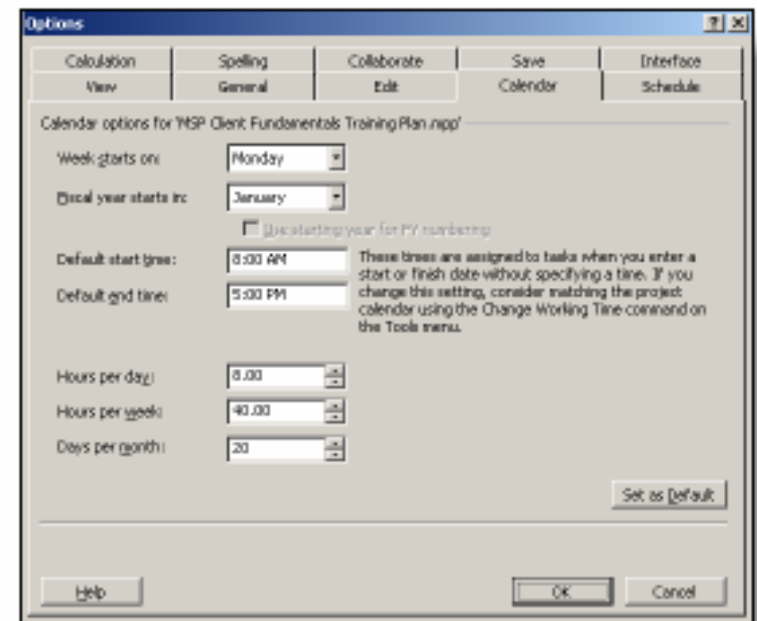 Options
Calculation Spelling Collaborate Save Interface
View General Edit Calendar Schedule
Calendar options for 'MSP Client Fundamentals Training Plan.mpp'
Week starts on: Monday
Fiscal year starts in: January
Use starting year for FY numbering
Default start time: 8:00 AM
These times are assigned to tasks when you enter a
start or finish date without specifying a time. If you
Default end time: 5:00 PM
change this setting, consider matching the project
calendar using the Change Working Time command on
the Tools menu.
Hours per day: 8.00
Hours per week: 40.00
Days per month: 20
Set as Default
Help OK Cancel